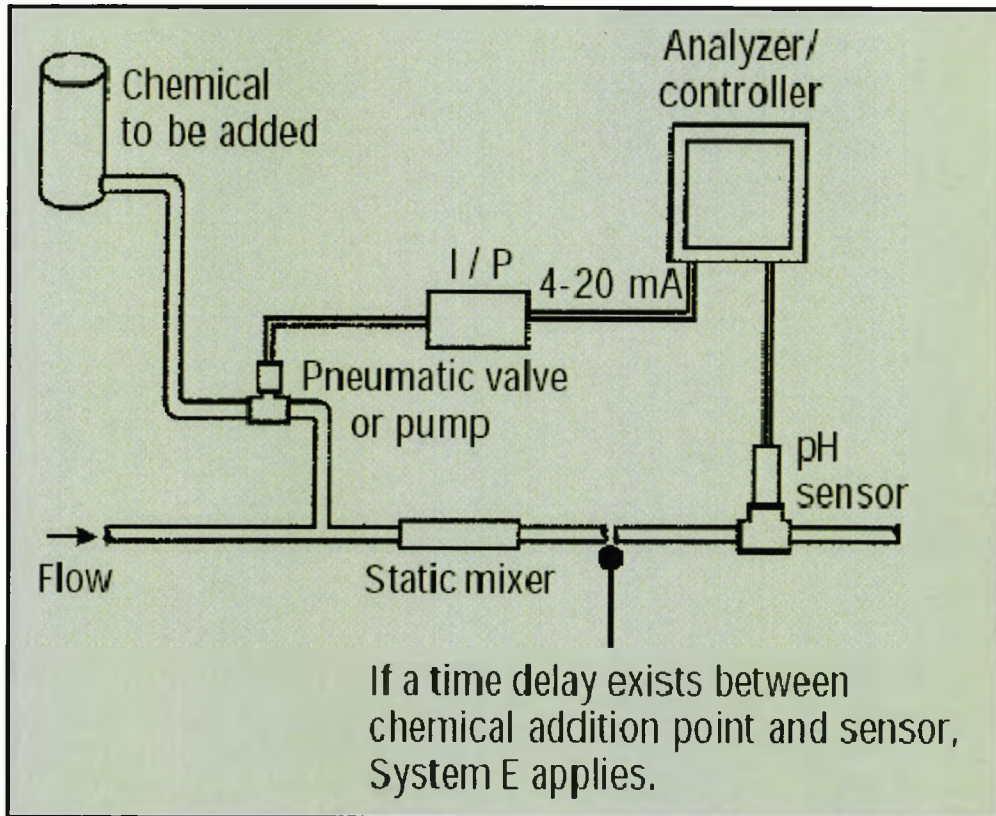 Chemical
to be added
Analyzer/
controller
I / P
4-20 mA
Pneumatic valve
or pump
pH
sensor
Flow
Static mixer
If a time delay exists between
chemical addition point and sensor,
System E applies.